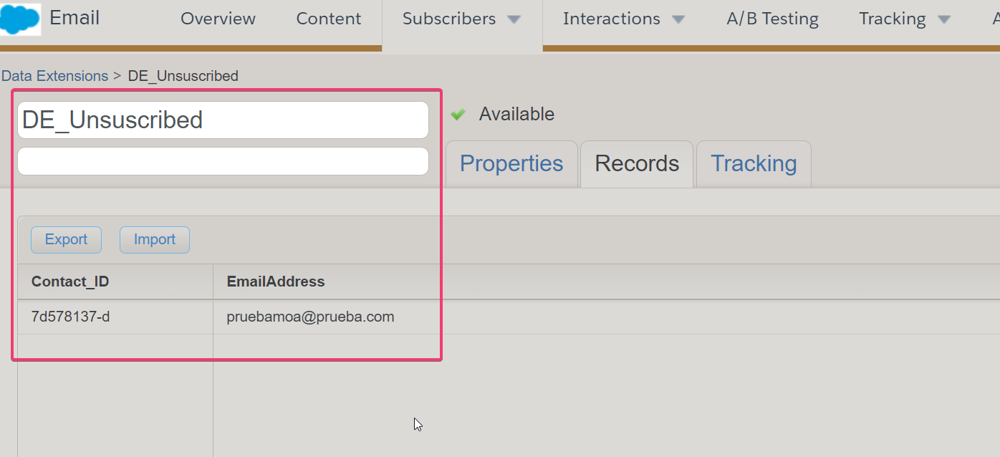 Email Overview Content Subscribers Interactions A/B Testing Tracking A
Data Extensions > DE_Unsuscribed
DE_Unsuscribed
Available
Properties Records Tracking
Export Import
Contact_ID EmailAddress
7d578137-d pruebamoa@prueba.com